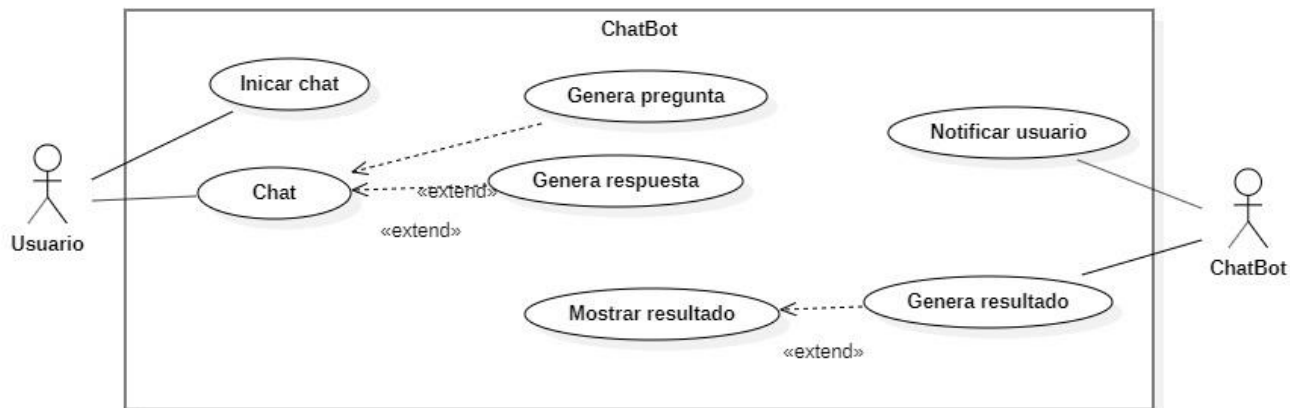 ChatBot
Inicar chat
Genera pregunta
Notificar usuario
Chat
«extend»
Genera respuesta
«extend»
Usuario
ChatBot
Mostrar resultado
Genera resultado
«extend»